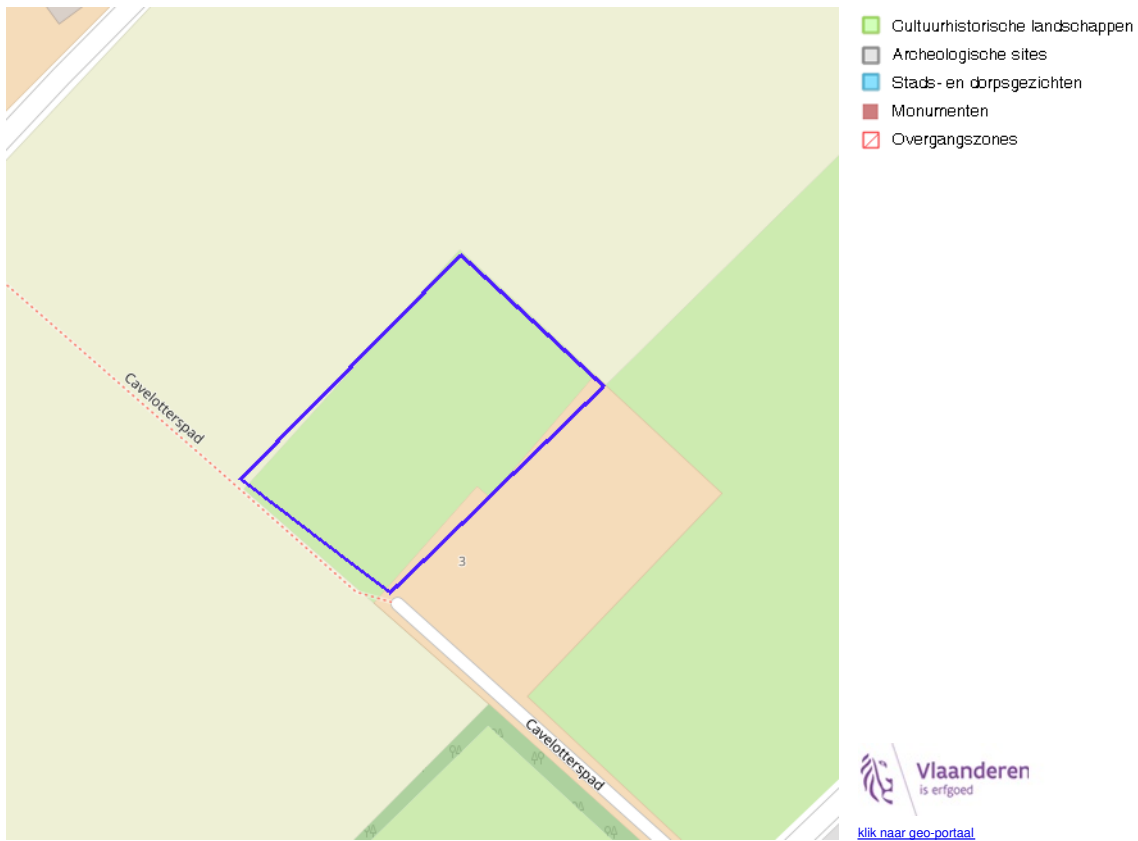 Cultuurhistorische landschappen
Archeologische sites
Stads- en dorpsgezichten
Monumenten
Overgangszones
Cavelotterspad
3
Cavelotterspad
Vlaanderen
is erfgoed
klik naar geo-portaal